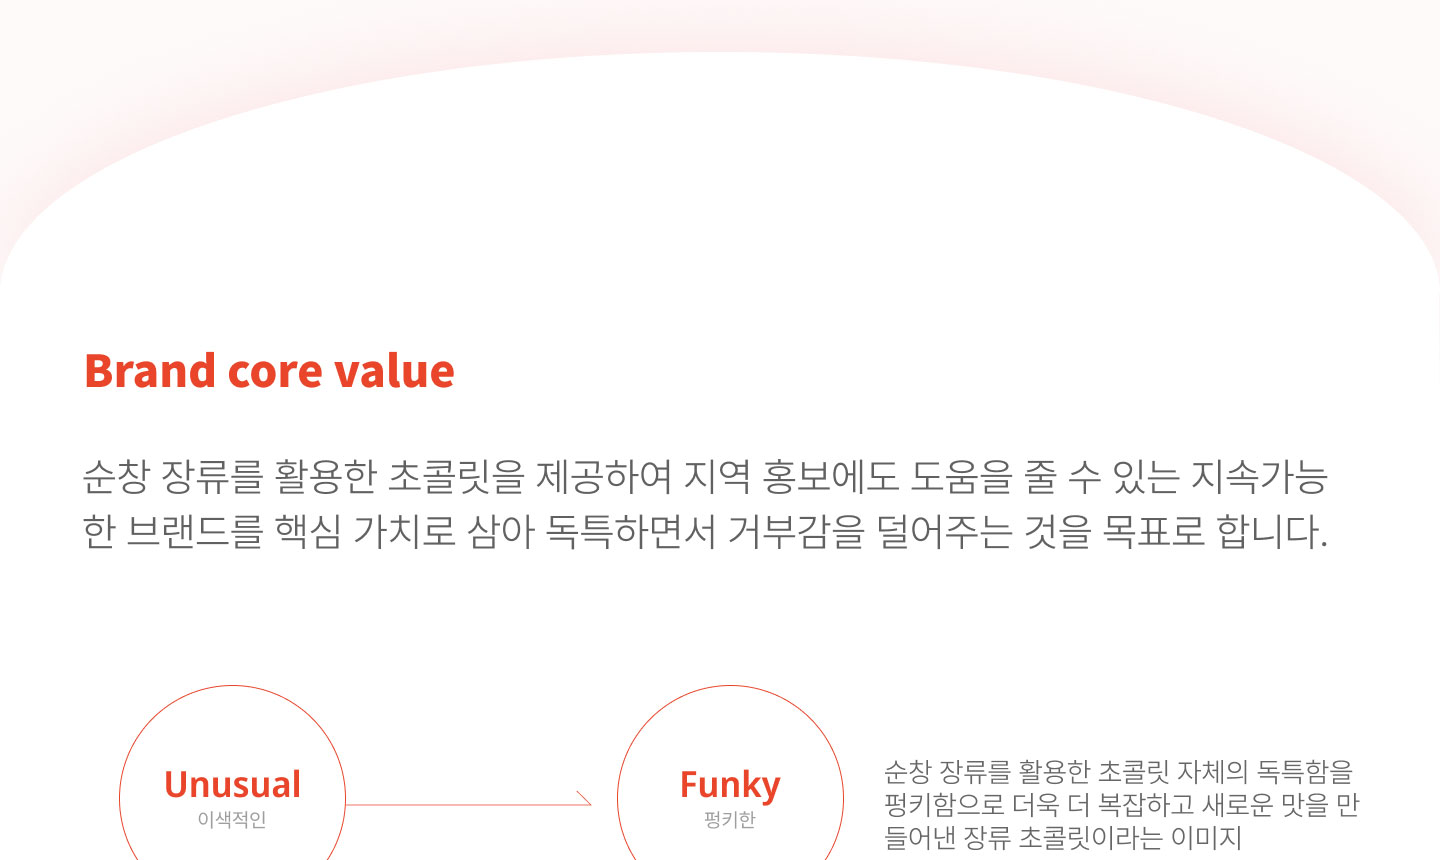 Brand core value
순창 장류를 활용한 초콜릿을 제공하여 지역 홍보에도 도움을 줄 수 있는 지속가능
한 브랜드를 핵심 가치로 삼아 독특하면서 거부감을 덜어주는 것을 목표로 합니다.
Unusual
이색적인
Funky
펑키한
순창 장류를 활용한 초콜릿 자체의 독특함을
펑키함으로 더욱 더 복잡하고 새로운 맛을 만
들어낸 장류 초콜릿이라는 이미지